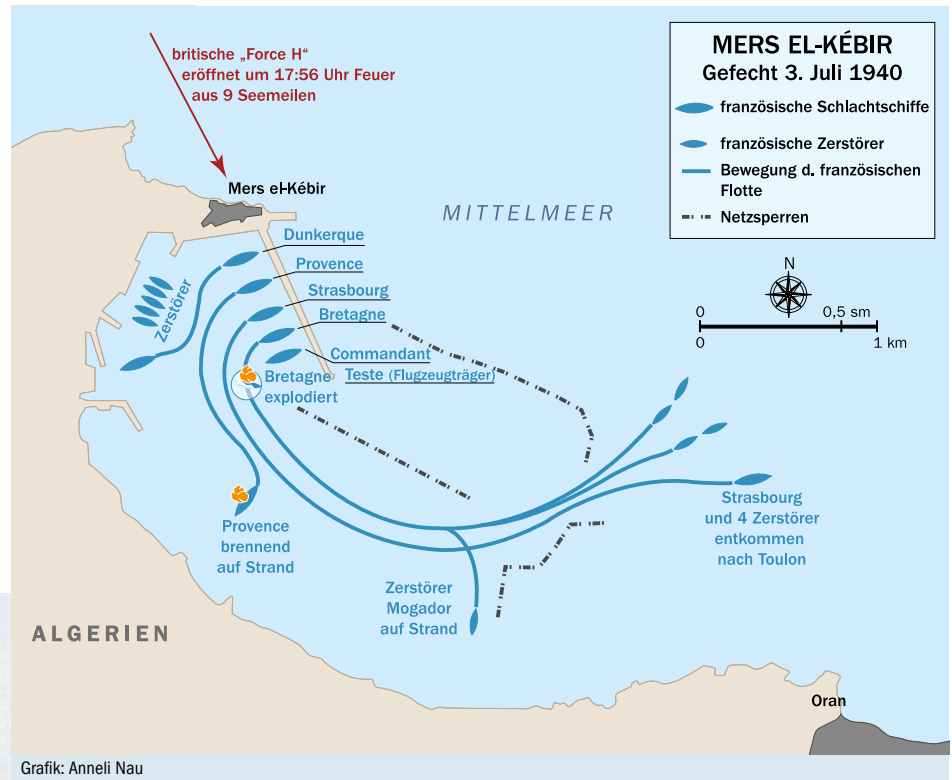 britische „Force H“
eröffnet um 17:56 Uhr Feuer
aus 9 Seemeilen
MERS EL-KÉBIR
Gefecht 3. Juli 1940
französische Schlachtschiffe
französische Zerstörer
Bewegung d. französischen
Flotte
Netzsperren
Mers el-Kébir
MITTELMEER
Dunkerque
Provence
Strasbourg
Bretagne
Commandant
Teste (Flugzeugträger)
Zerstörer
Bretagne
explodiert
N
0 0,5 sm
0 1 km
Provence
brennend
auf Strand
Strasbourg
und 4 Zerstörer
entkommen
nach Toulon
Zerstörer
Mogador
auf Strand
ALGERIEN
Oran
Grafik: Anneli Nau